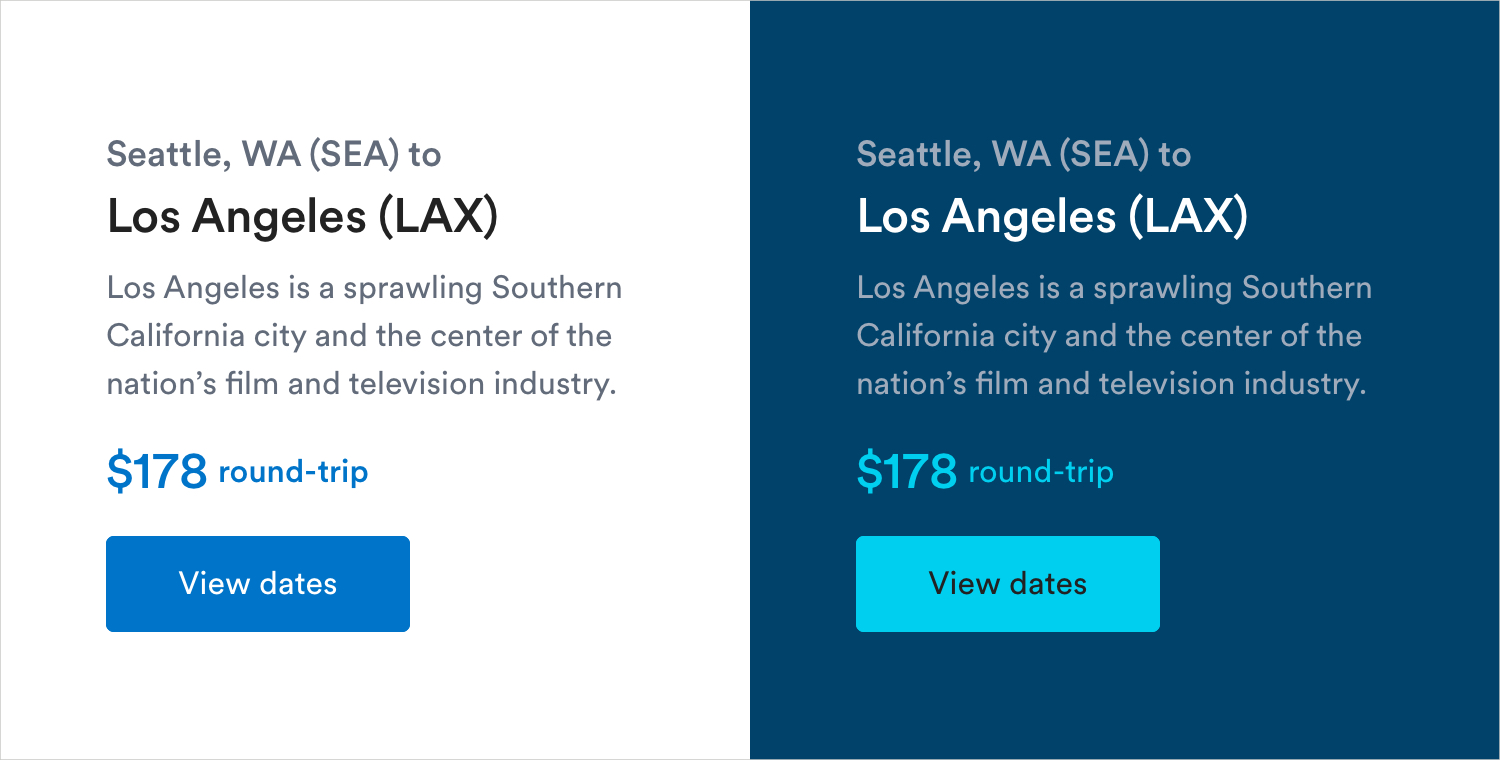 Seattle, WA (SEA) to
Los Angeles (LAX)
Los Angeles is a sprawling Southern
California city and the center of the
nation’s film and television industry.
$178 round-trip
View dates
Seattle, WA (SEA) to
Los Angeles (LAX)
Los Angeles is a sprawling Southern
California city and the center of the
nation’s film and television industry.
$178 round-trip
View dates